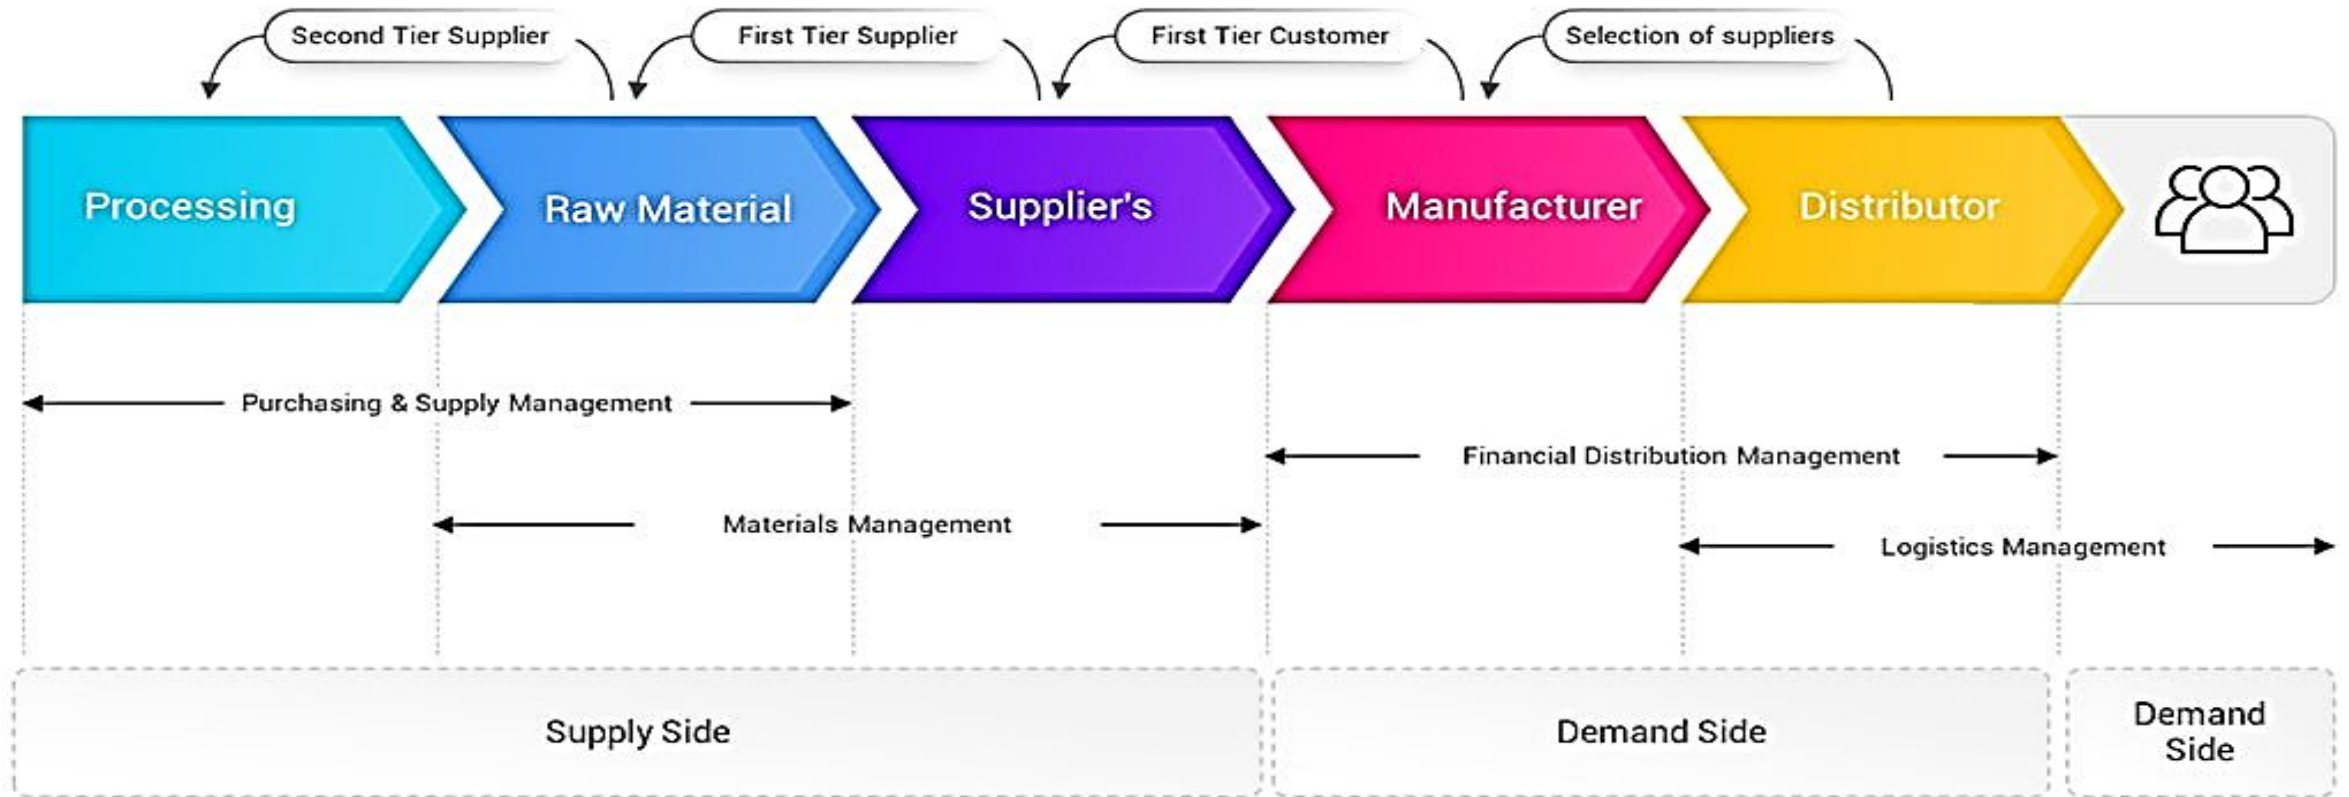 Second Tier Supplier
First Tier Supplier
First Tier Customer
Selection of suppliers
Processing
Raw Material
Supplier's
Manufacturer
Distributor
Purchasing & Supply Management
Financial Distribution Management
Materials Management
Logistics Management
Supply Side
Demand Side
Demand
Side